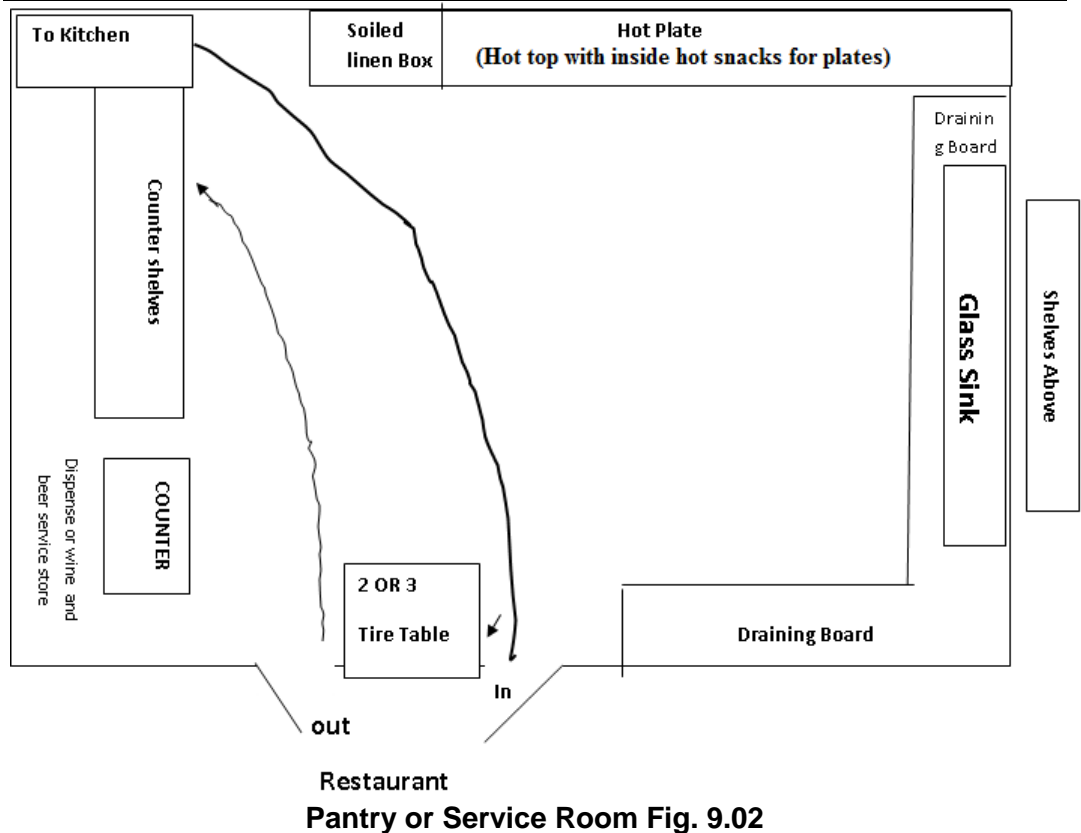 To Kitchen
Soiled
linen Box
Hot Plate
(Hot top with inside hot snacks for plates)
Drainin
g Board
Counter shelves
Glass Sink
Shelves Above
COUNTER
Dispense or wine and
beer service store
2 OR 3
Tire Table
Draining Board
In
out
Restaurant
Pantry or Service Room Fig. 9.02